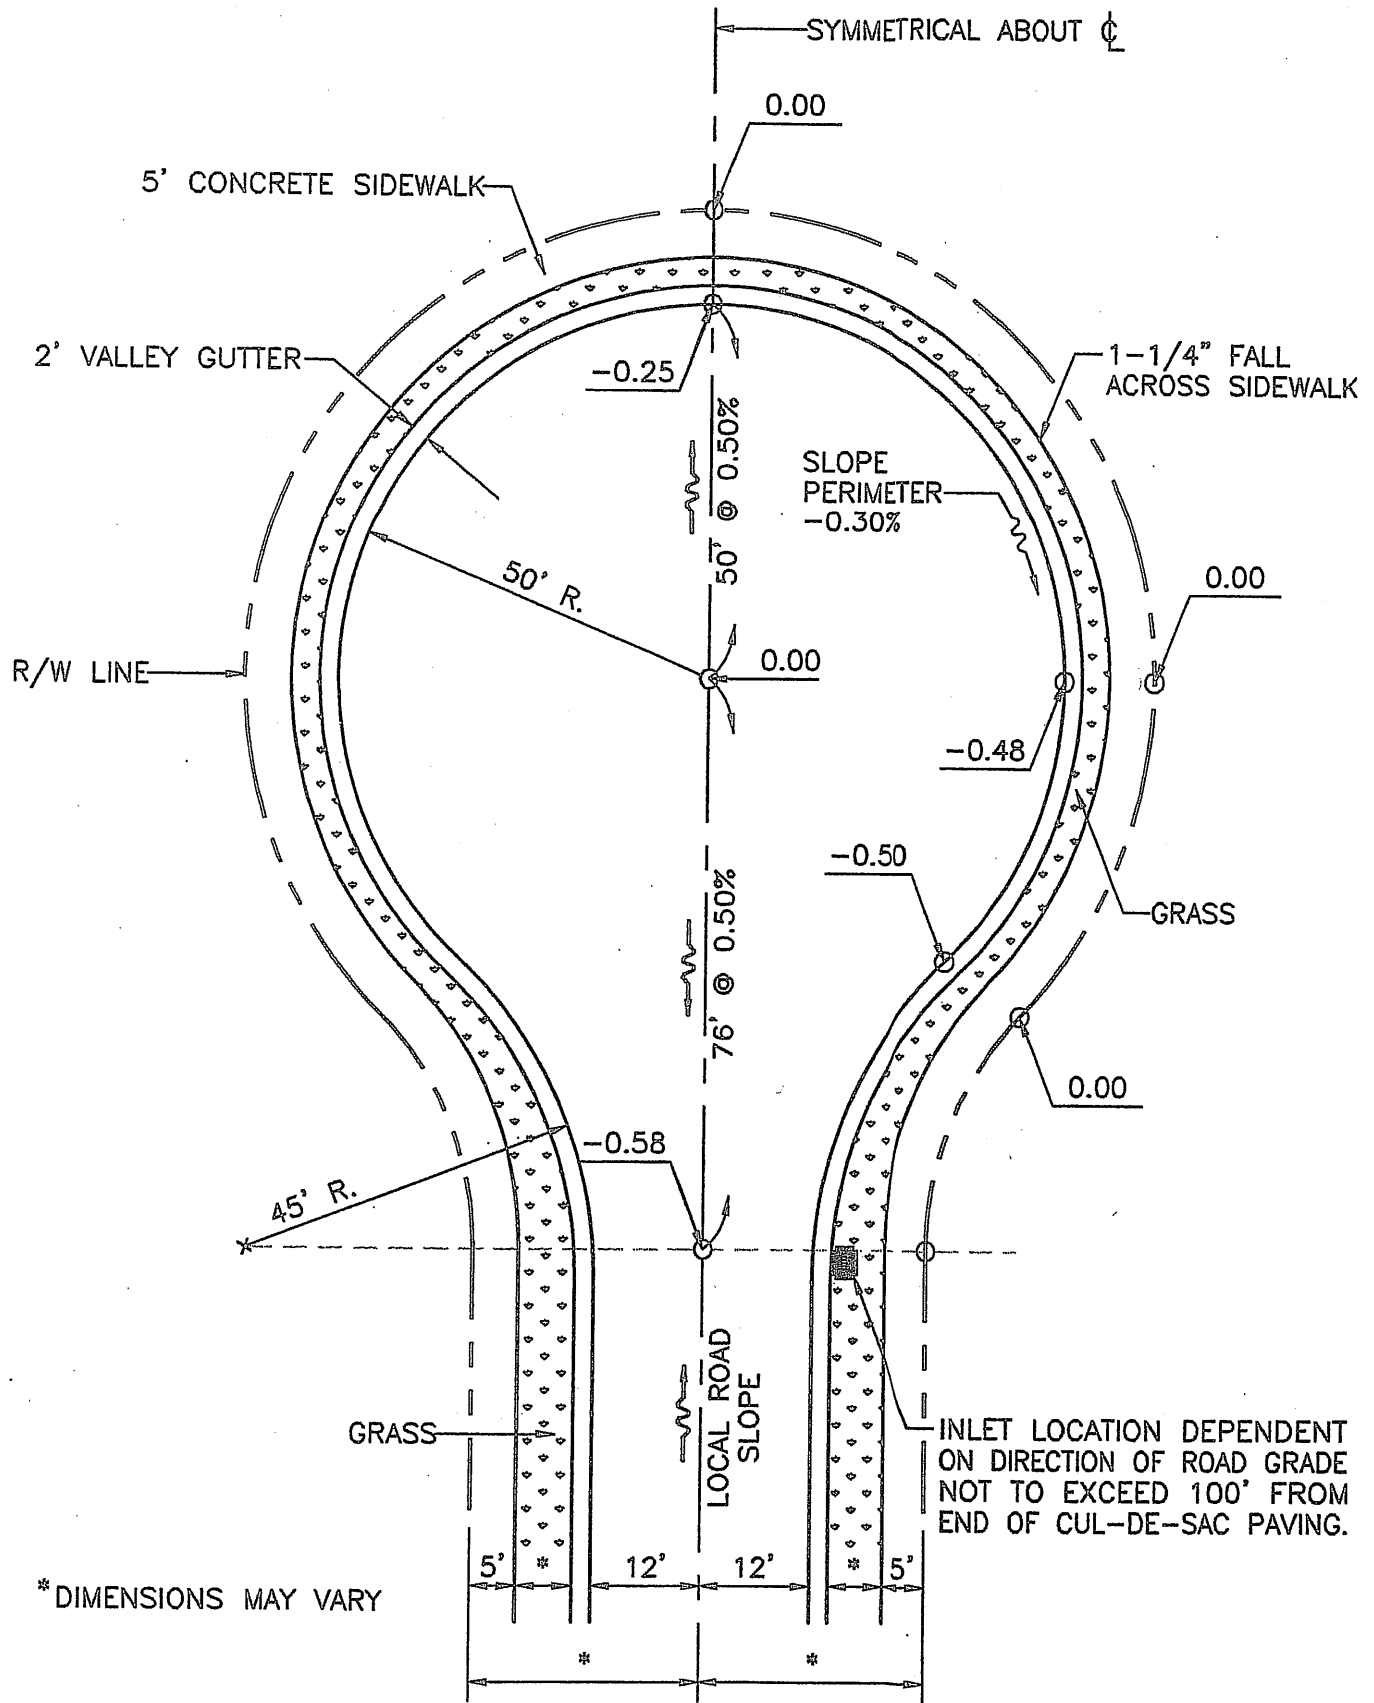 SYMMETRICAL ABOUT ℄
0.00
5' CONCRETE SIDEWALK
2' VALLEY GUTTER
-0.25
1-1/4" FALL
ACROSS SIDEWALK
50' @ 0.50%
SLOPE
PERIMETER
-0.30%
50' R.
0.00
R/W LINE
0.00
-0.48
-0.50
76' @ 0.50%
GRASS
0.00
-0.58
45' R.
LOCAL ROAD
SLOPE
GRASS
INLET LOCATION DEPENDENT
ON DIRECTION OF ROAD GRADE
NOT TO EXCEED 100' FROM
END OF CUL-DE-SAC PAVING.
5' * 12' 12' * 5'
*DIMENSIONS MAY VARY
* *